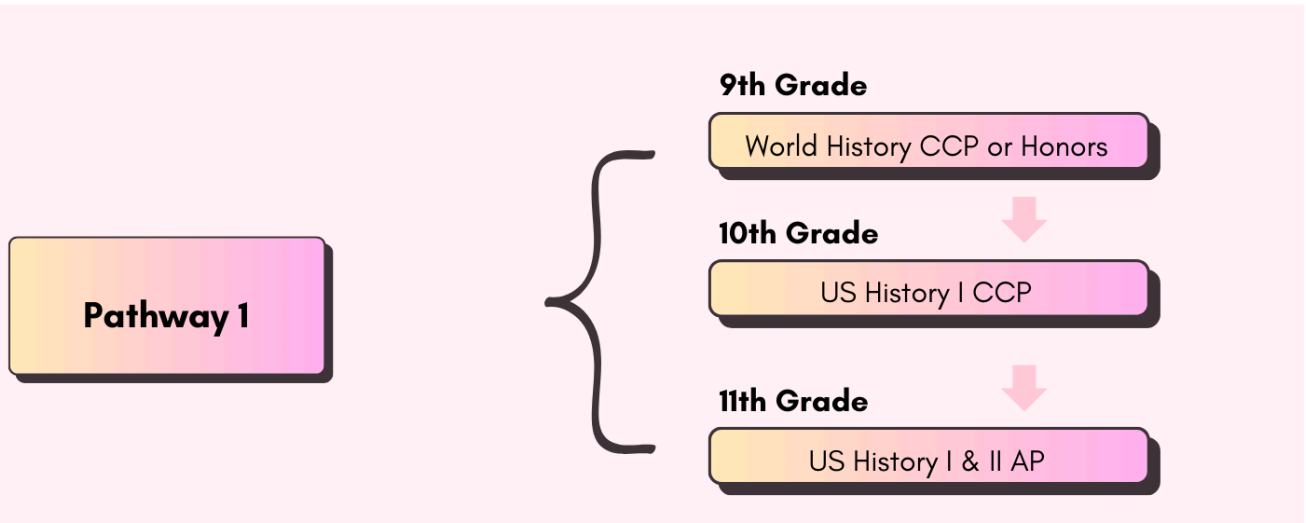 Pathway 1
9th Grade
World History CCP or Honors
10th Grade
US History I CCP
11th Grade
US History I & II AP